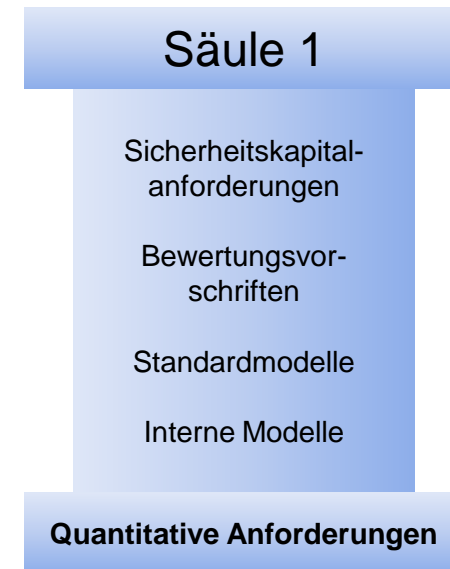 Säule 1
Sicherheitskapital-
anforderungen
Bewertungsvor-
schriften
Standardmodelle
Interne Modelle
Quantitative Anforderungen